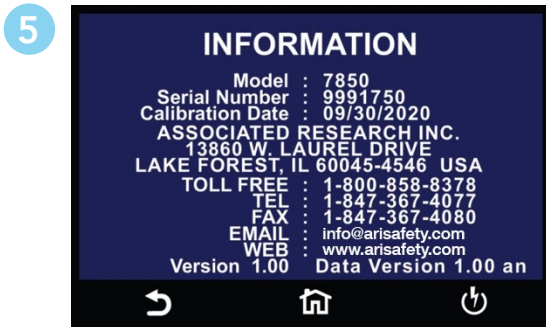 5
INFORMATION
Model : 7850
Serial Number : 9991750
Calibration Date : 09/30/2020
ASSOCIATED RESEARCH INC.
13860 W. LAUREL DRIVE
LAKE FOREST, IL 60045-4546 USA
TOLL FREE : 1-800-858-8378
TEL : 1-847-367-4077
FAX : 1-847-367-4080
EMAIL : info@arisafety.com
WEB : www.arisafety.com
Version 1.00 Data Version 1.00 an